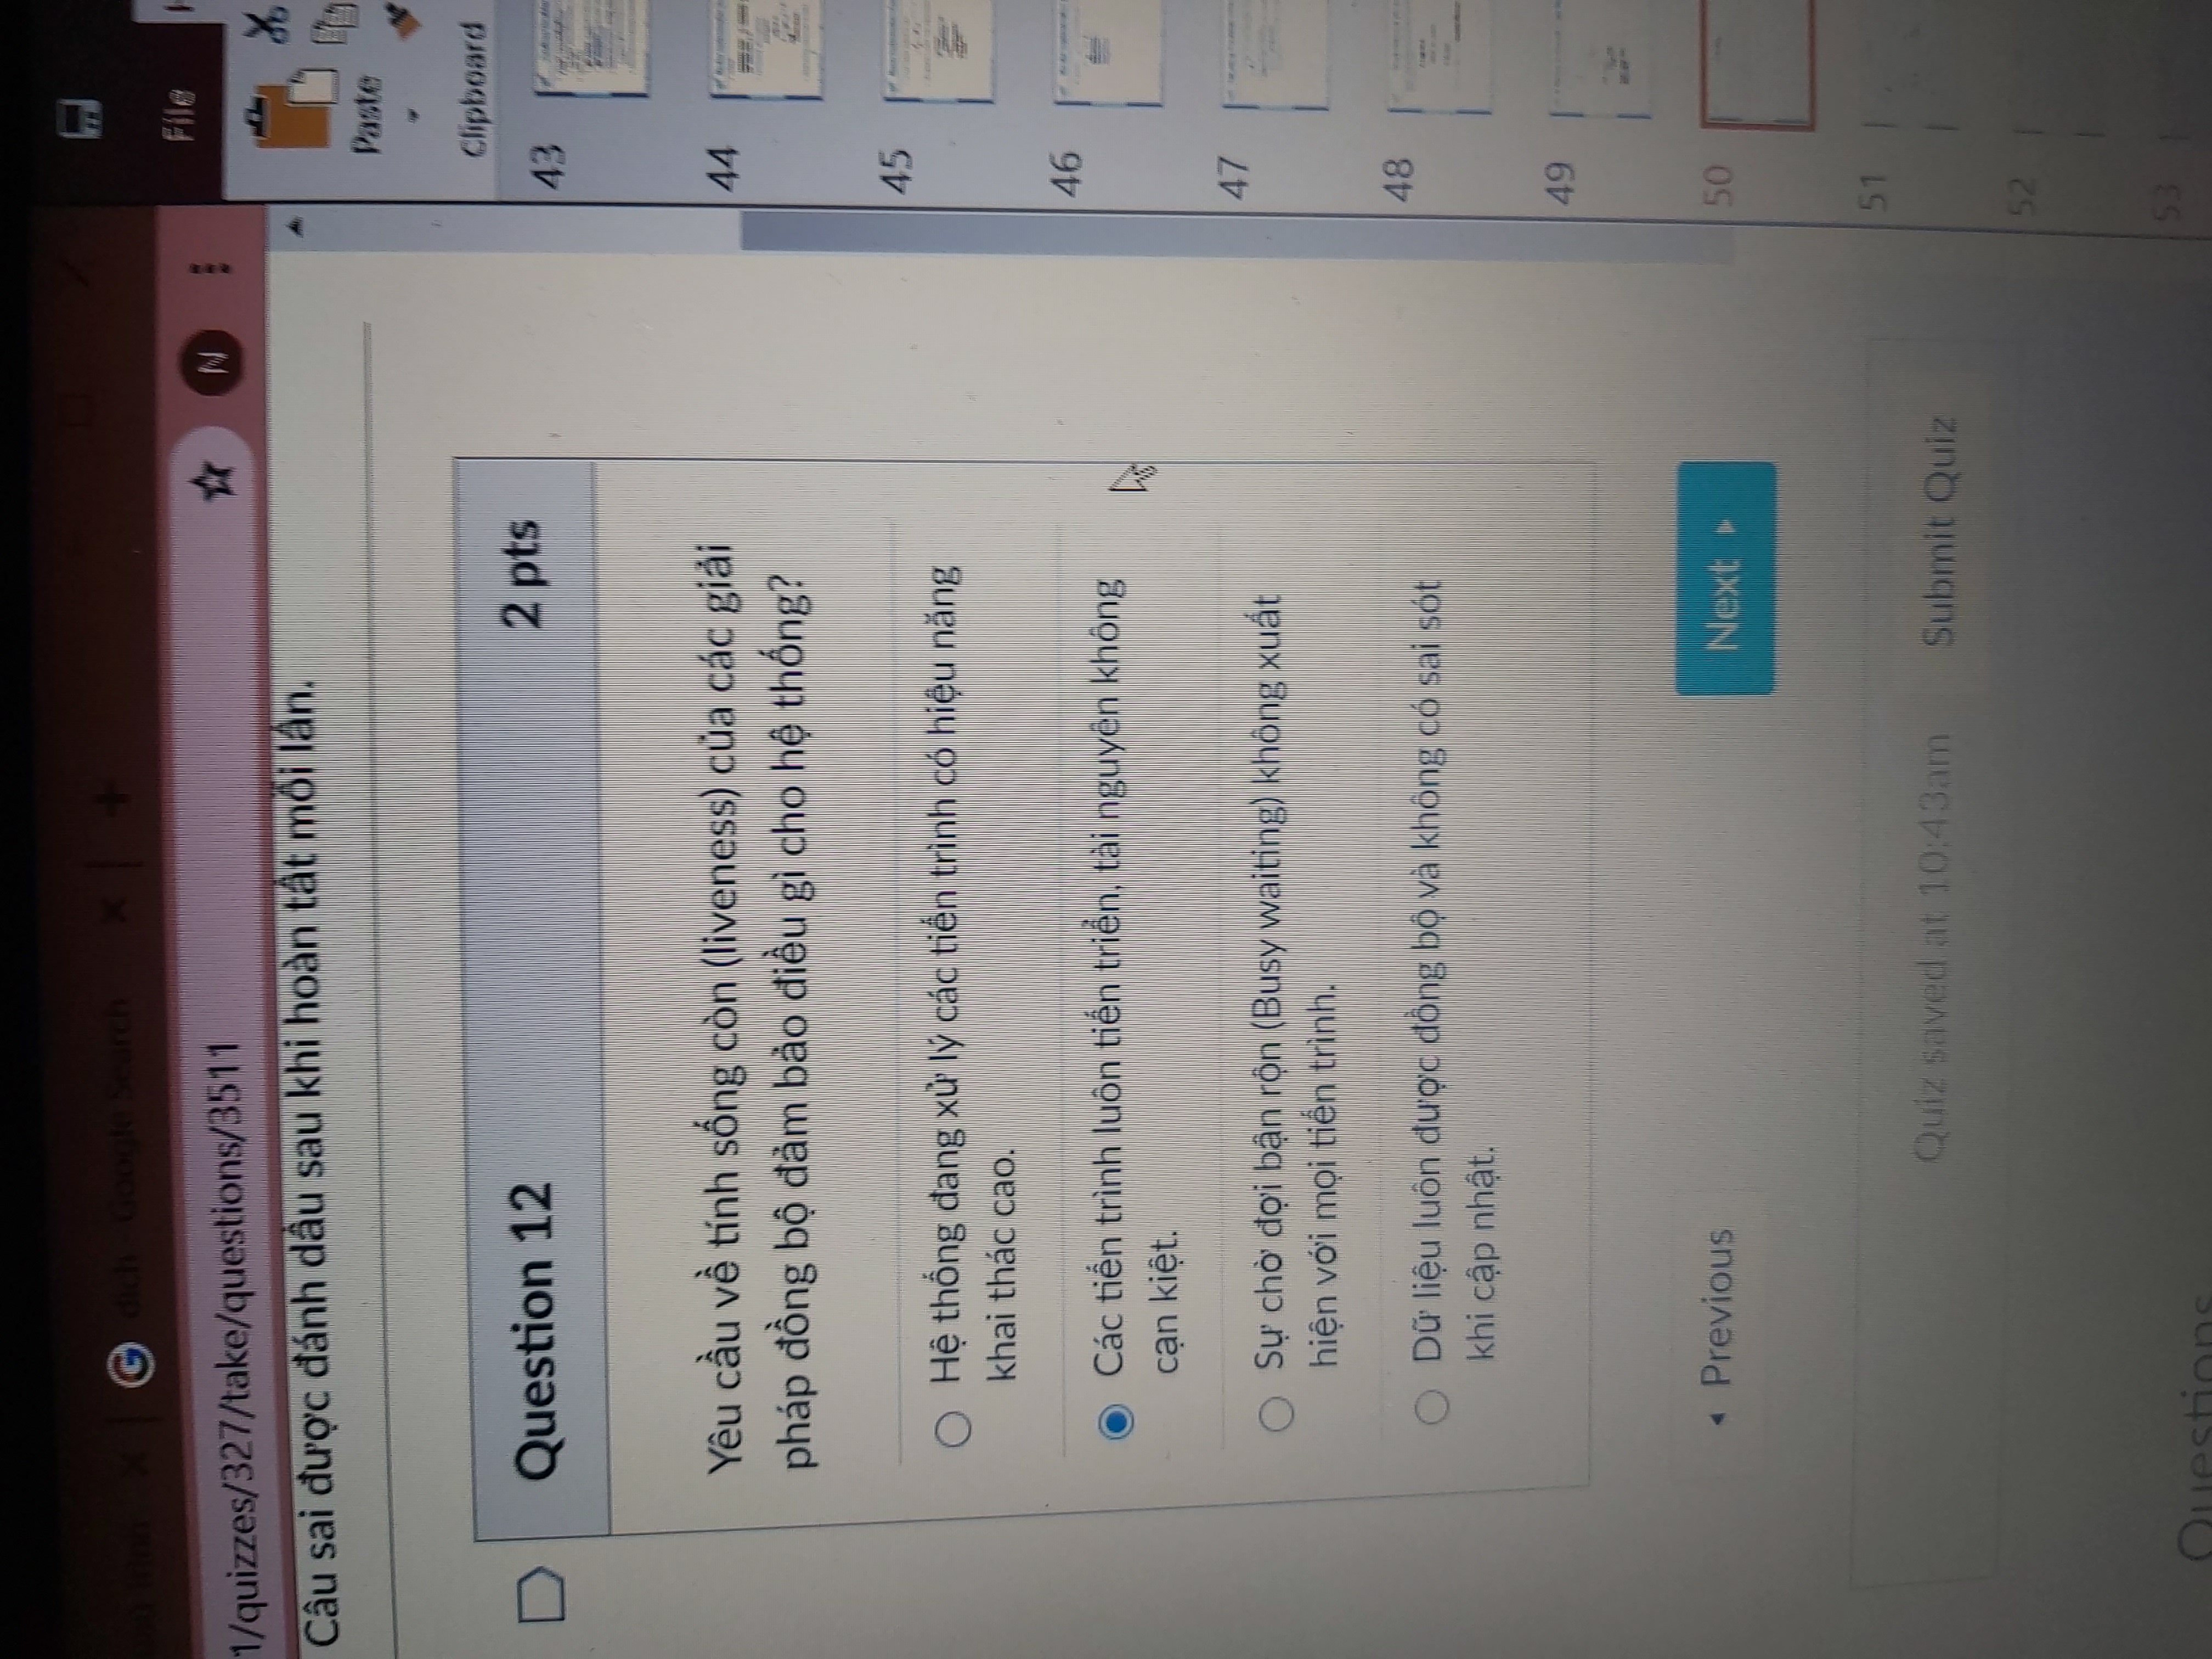 dich - Google Search
1/quizzes/327/take/questions/3511
N
File
Câu sai được đánh dấu sau khi hoàn tất mỗi lần.
Paste
Clipboard
Question 12
2 pts
Yêu cầu về tính sống còn (liveness) của các giải
pháp đồng bộ đảm bảo điều gì cho hệ thống?
Hệ thống đang xử lý các tiến trình có hiệu năng
khai thác cao.
Các tiến trình luôn tiến triển, tài nguyên không
cạn kiệt.
Sự chờ đợi bận rộn (Busy waiting) không xuất
hiện với mọi tiến trình.
Dữ liệu luôn được đồng bộ và không có sai sót
khi cập nhật.
Previous
Next
Quiz saved at 10:43am
Submit Quiz
Questions
43
44
45
46
47
48
49
50
51
52
53